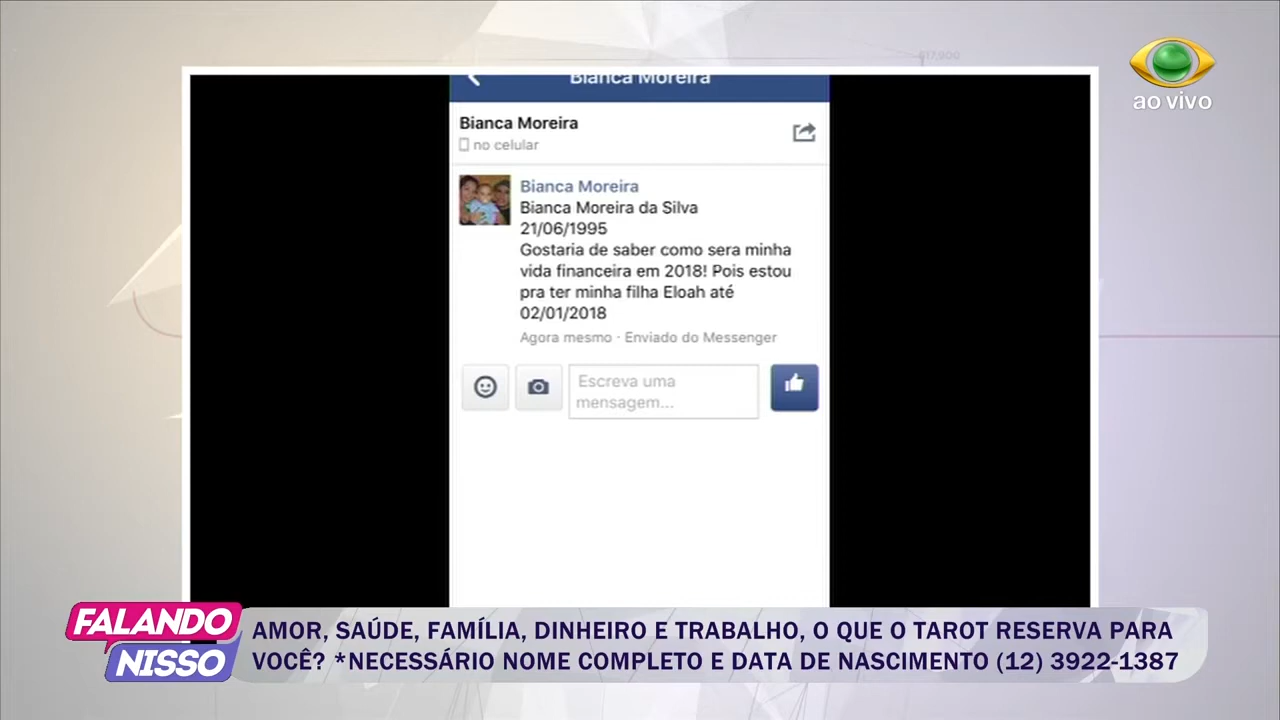 $17,900
ao vivo
Bianca Moreira
Bianca Moreira
no celular
Bianca Moreira
Bianca Moreira da Silva
21/06/1995
Gostaria de saber como sera minha
vida financeira em 2018! Pois estou
pra ter minha filha Eloah até
02/01/2018
Agora mesmo · Enviado do Messenger
Escreva uma
mensagem...
FALANDO
NISSO
AMOR, SAÚDE, FAMÍLIA, DINHEIRO E TRABALHO, O QUE O TAROT RESERVA PARA
VOCÊ? *NECESSÁRIO NOME COMPLETO E DATA DE NASCIMENTO (12) 3922-1387